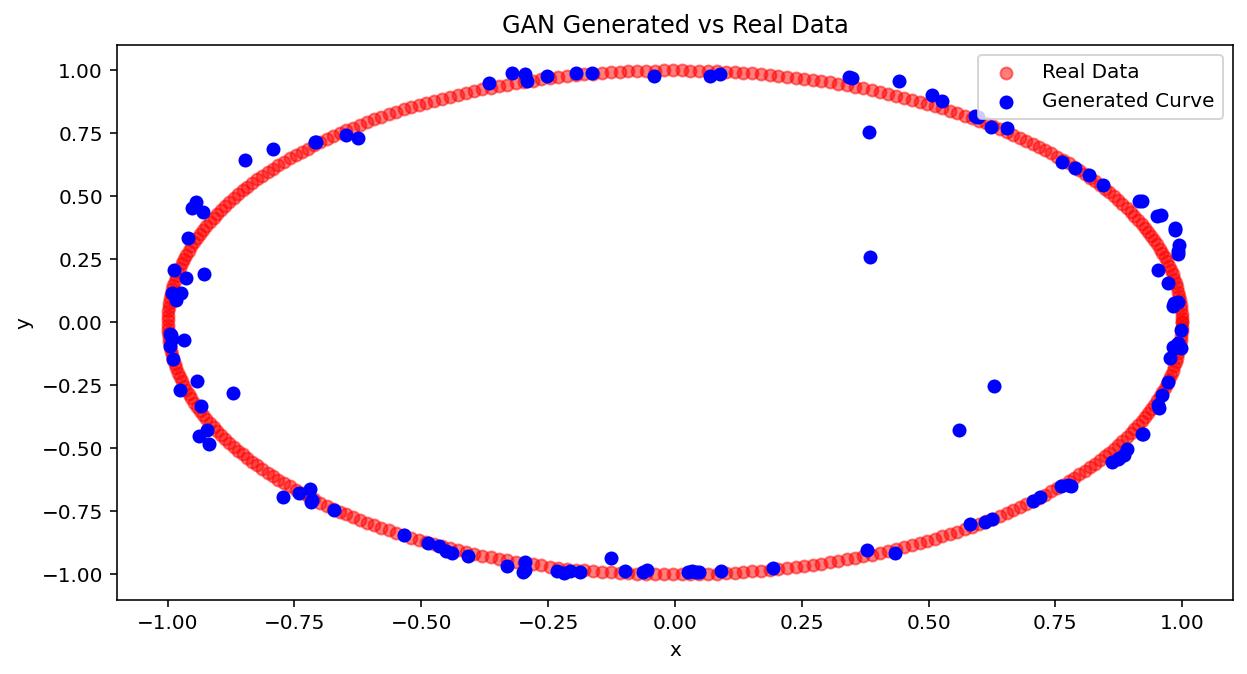 GAN Generated vs Real Data
Real Data
Generated Curve
1.00
0.75
0.50
0.25
0.00
−0.25
−0.50
−0.75
−1.00
y
−1.00 −0.75 −0.50 −0.25 0.00 0.25 0.50 0.75 1.00
x